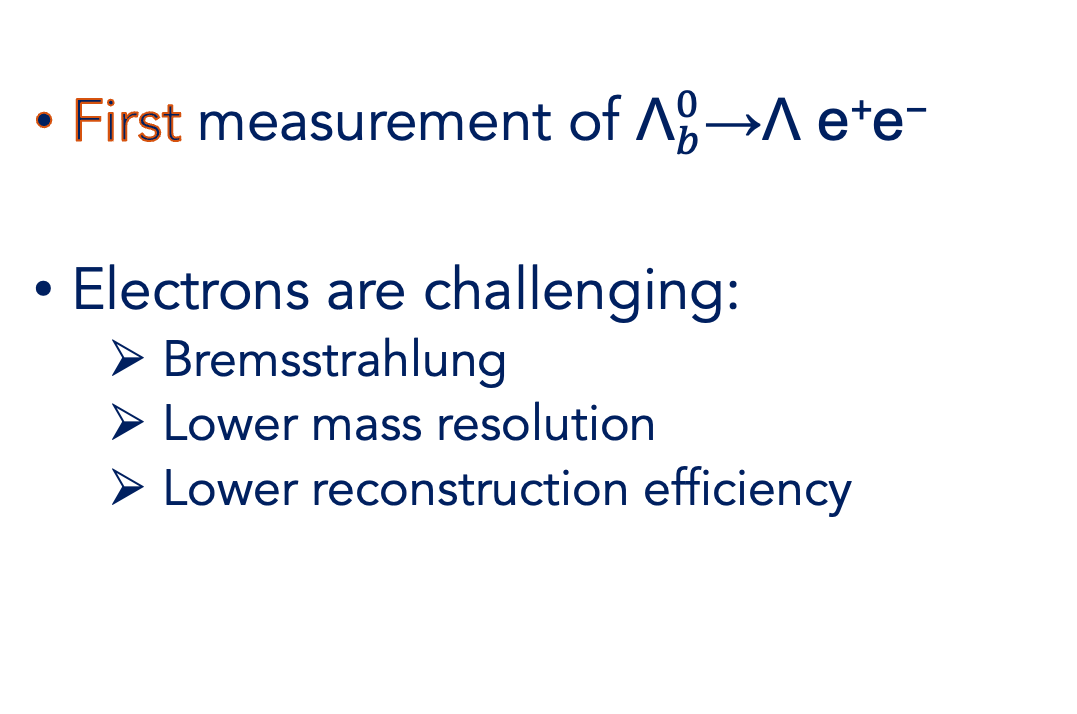 • First measurement of Λ⁰_b→Λ e⁺e⁻
• Electrons are challenging:
➢ Bremsstrahlung
➢ Lower mass resolution
➢ Lower reconstruction efficiency